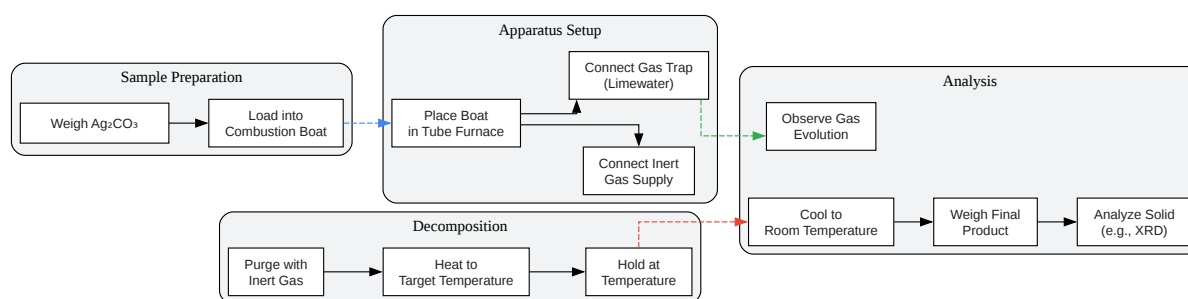 Sample Preparation
Weigh Ag₂CO₃
Load into
Combustion Boat
Apparatus Setup
Place Boat
in Tube Furnace
Connect Gas Trap
(Limewater)
Connect Inert
Gas Supply
Decomposition
Purge with
Inert Gas
Heat to
Target Temperature
Hold at
Temperature
Analysis
Observe Gas
Evolution
Cool to
Room Temperature
Weigh Final
Product
Analyze Solid
(e.g., XRD)